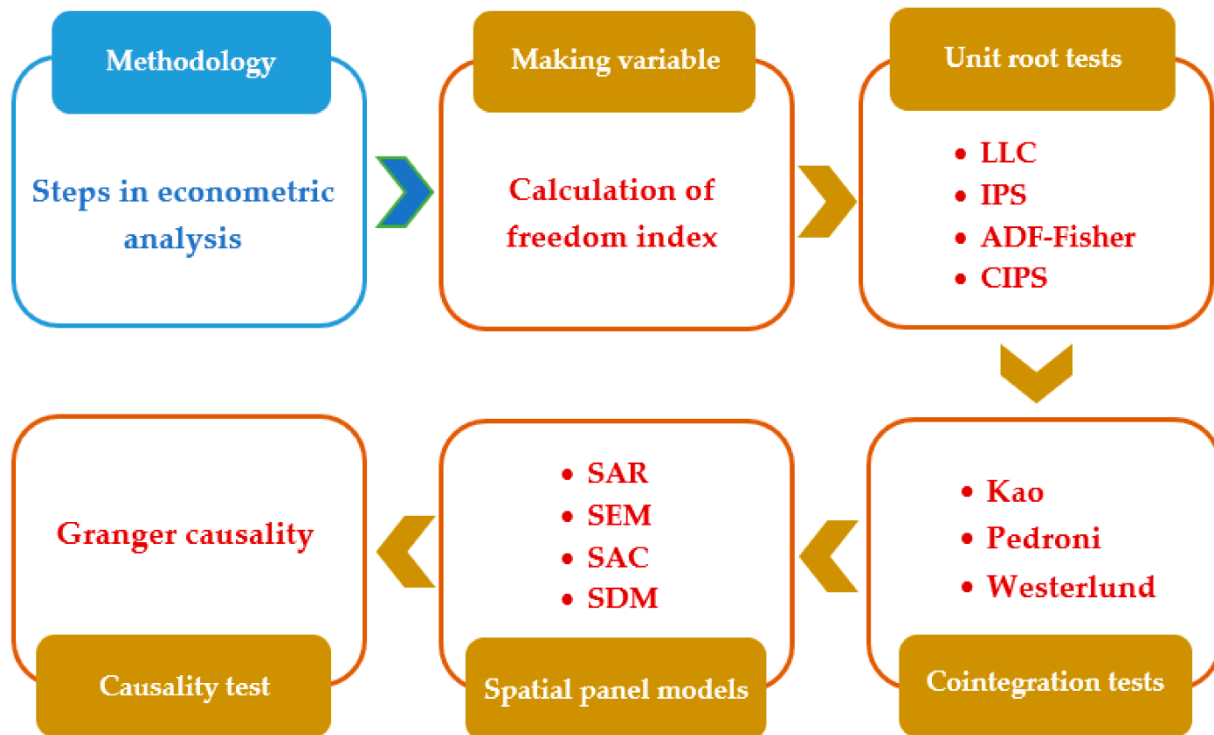 Methodology
Steps in econometric
analysis
Making variable
Calculation of
freedom index
Unit root tests
• LLC
• IPS
• ADF-Fisher
• CIPS
• Kao
• Pedroni
• Westerlund
Cointegration tests
• SAR
• SEM
• SAC
• SDM
Spatial panel models
Granger causality
Causality test